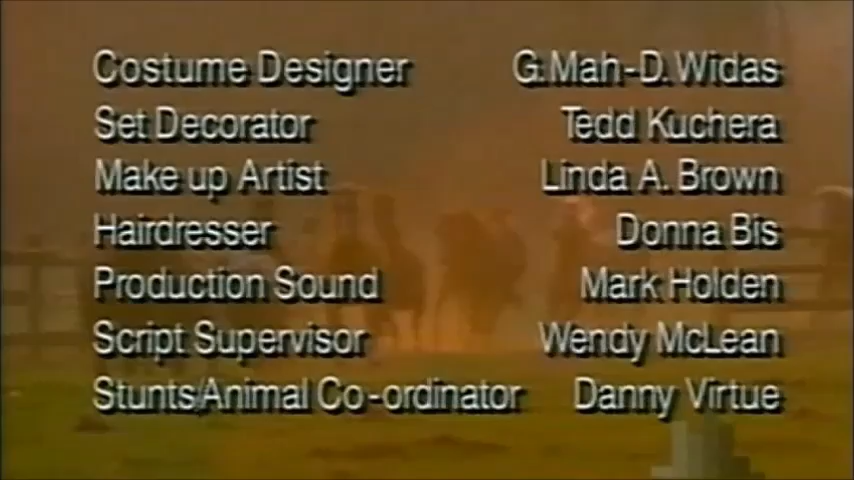 Costume Designer G.Mah-D.Widas
Set Decorator Tedd Kuchera
Make up Artist Linda A. Brown
Hairdresser Donna Bis
Production Sound Mark Holden
Script Supervisor Wendy McLean
Stunts/Animal Co-ordinator Danny Virtue